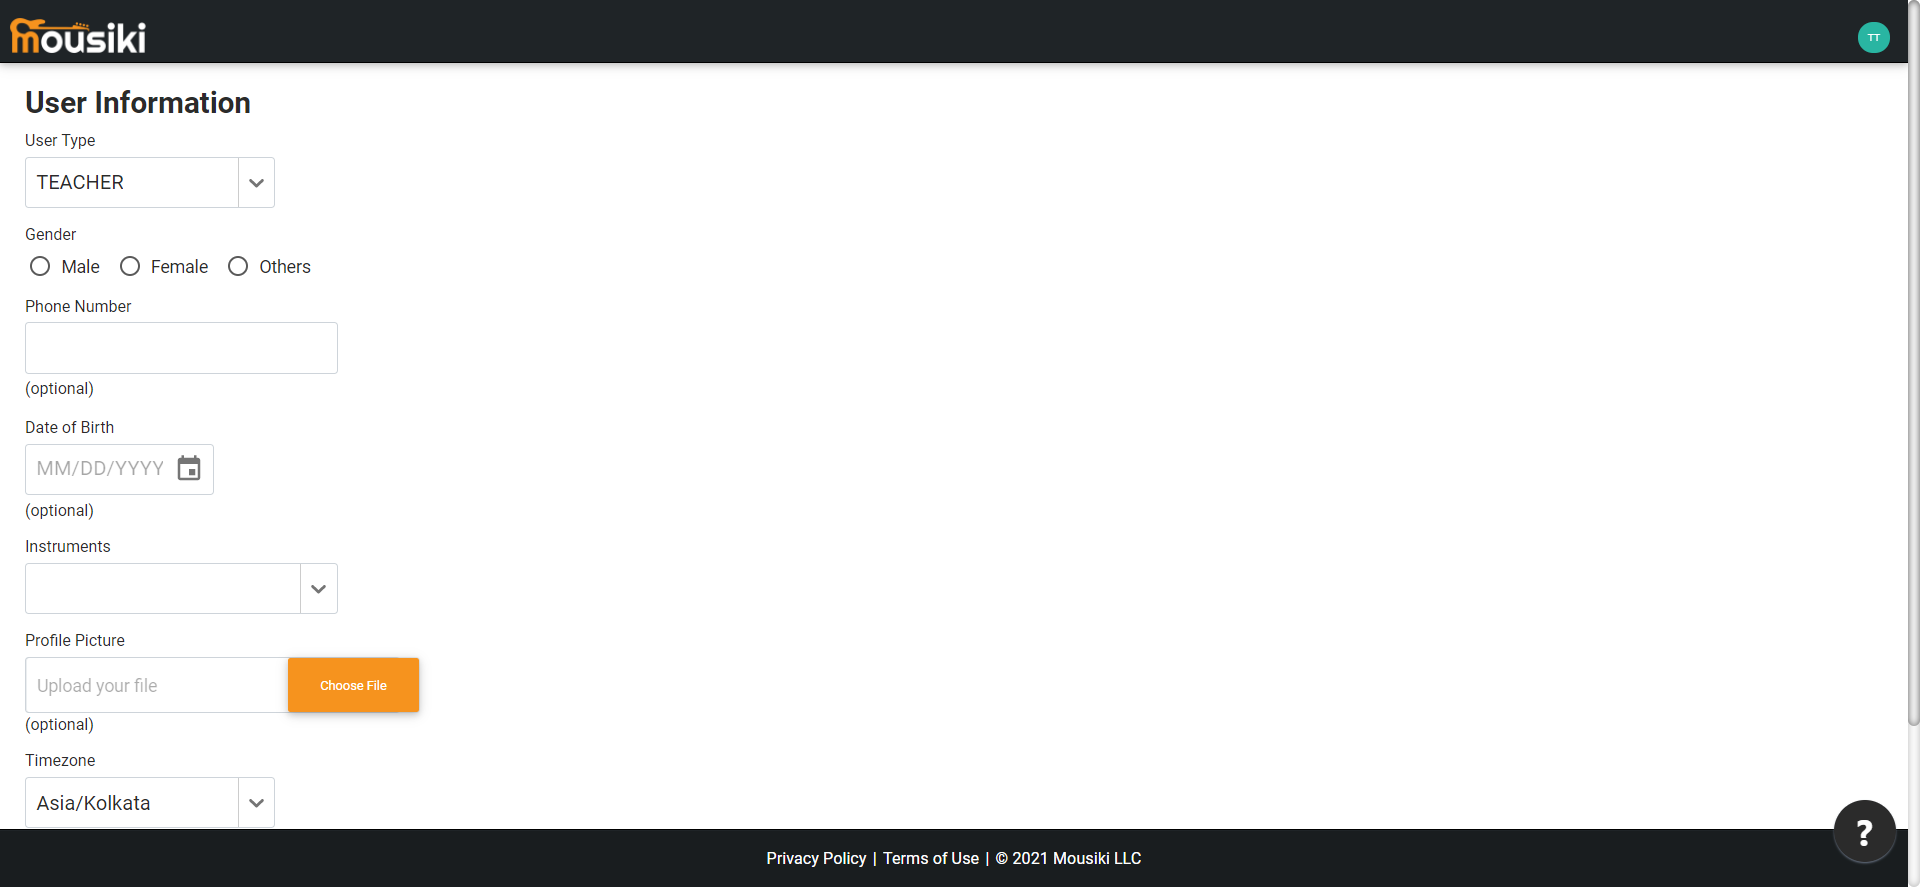 mousiki
TT
User Information
User Type
TEACHER
Gender
Male Female Others
Phone Number
(optional)
Date of Birth
MM/DD/YYYY
(optional)
Instruments
Profile Picture
Upload your file Choose File
(optional)
Timezone
Asia/Kolkata
?
Privacy Policy | Terms of Use | © 2021 Mousiki LLC